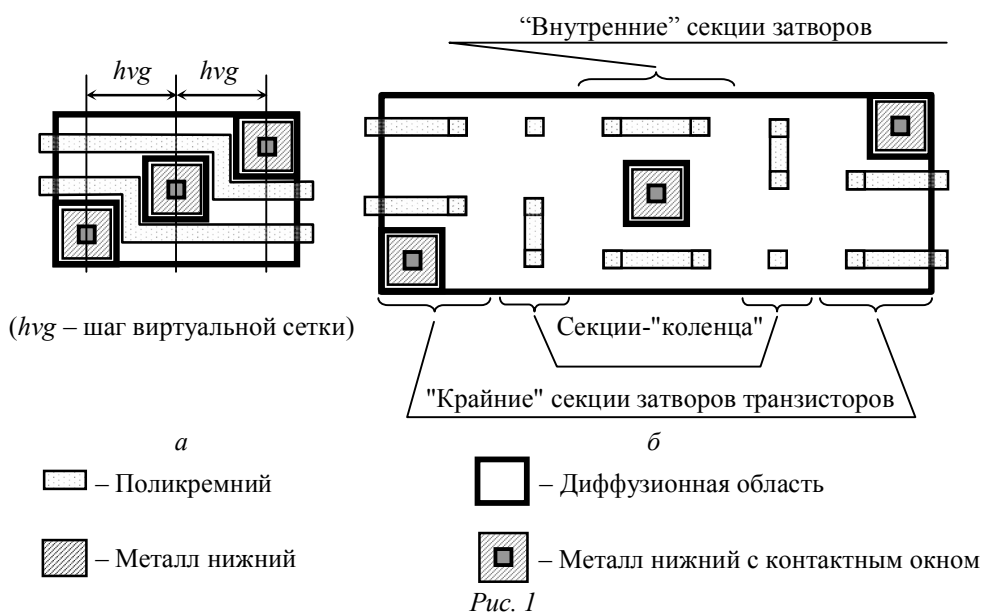 “Внутренние” секции затворов
hvg hvg
(hvg – шаг виртуальной сетки)
Секции-"коленца"
"Крайние" секции затворов транзисторов
а б
– Поликремний – Диффузионная область
– Металл нижний – Металл нижний с контактным окном
Рис. 1